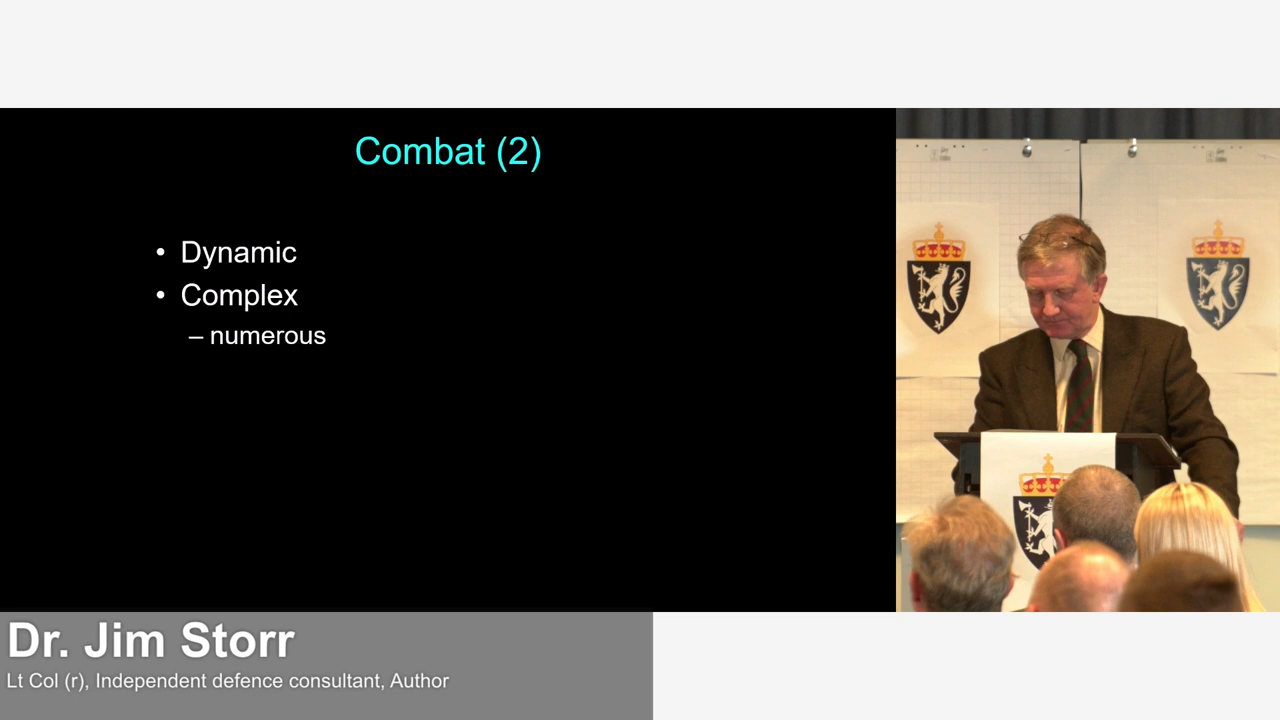 Combat (2)
• Dynamic
• Complex
– numerous
Dr. Jim Storr
Lt Col (r), Independent defence consultant, Author